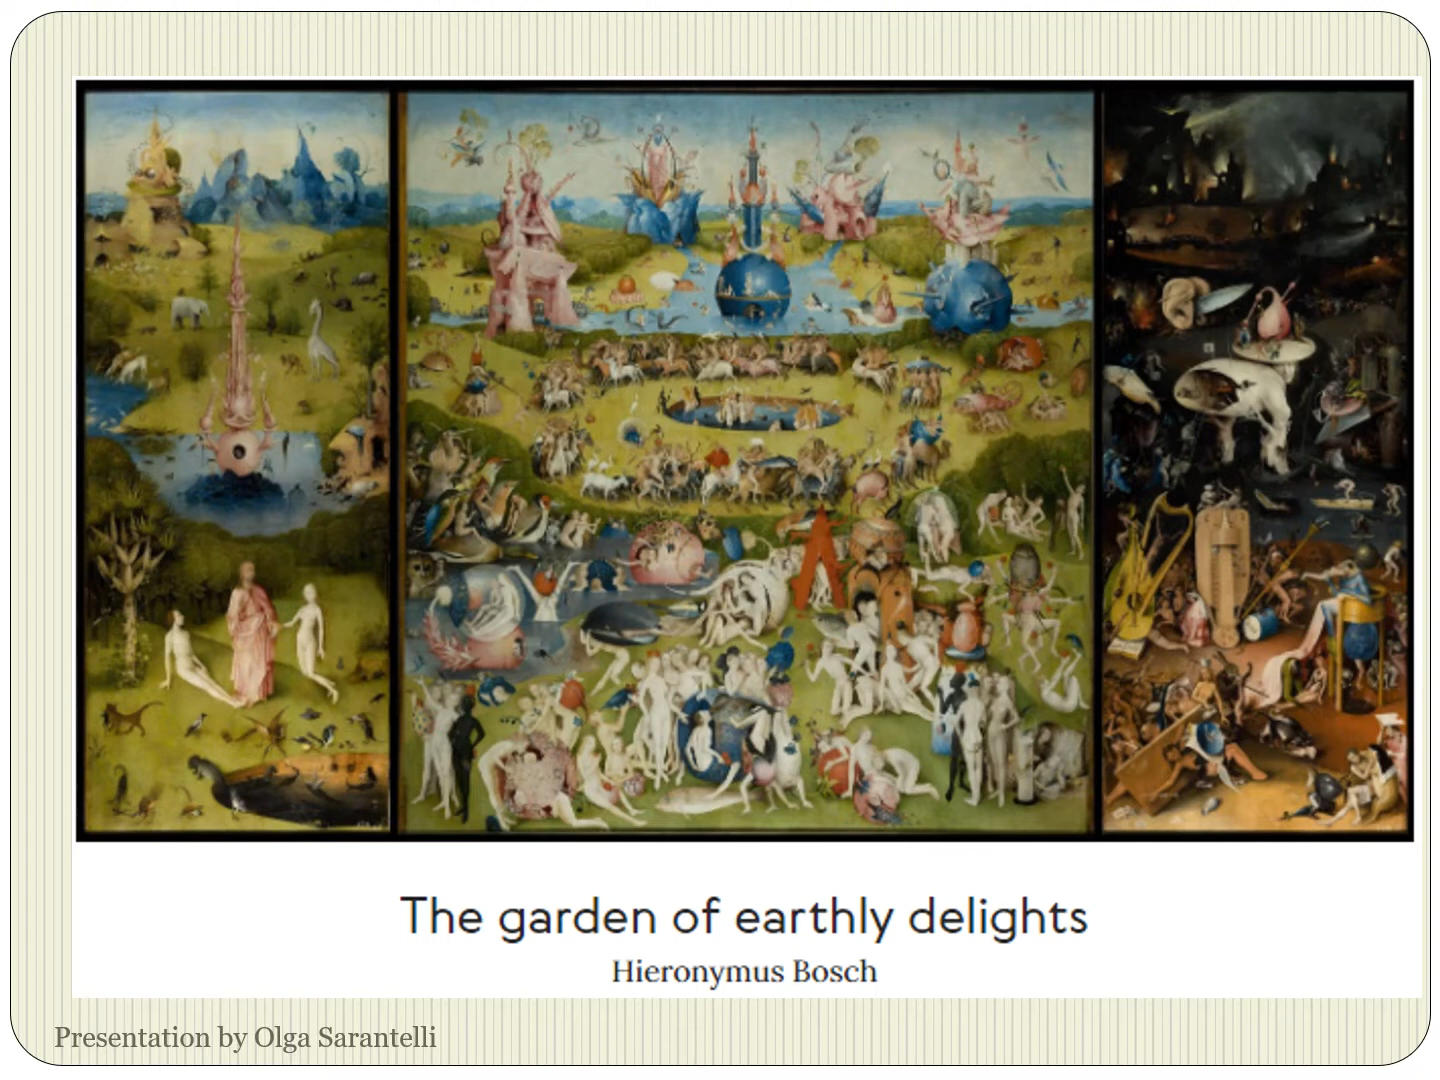 The garden of earthly delights
Hieronymus Bosch
Presentation by Olga Sarantelli